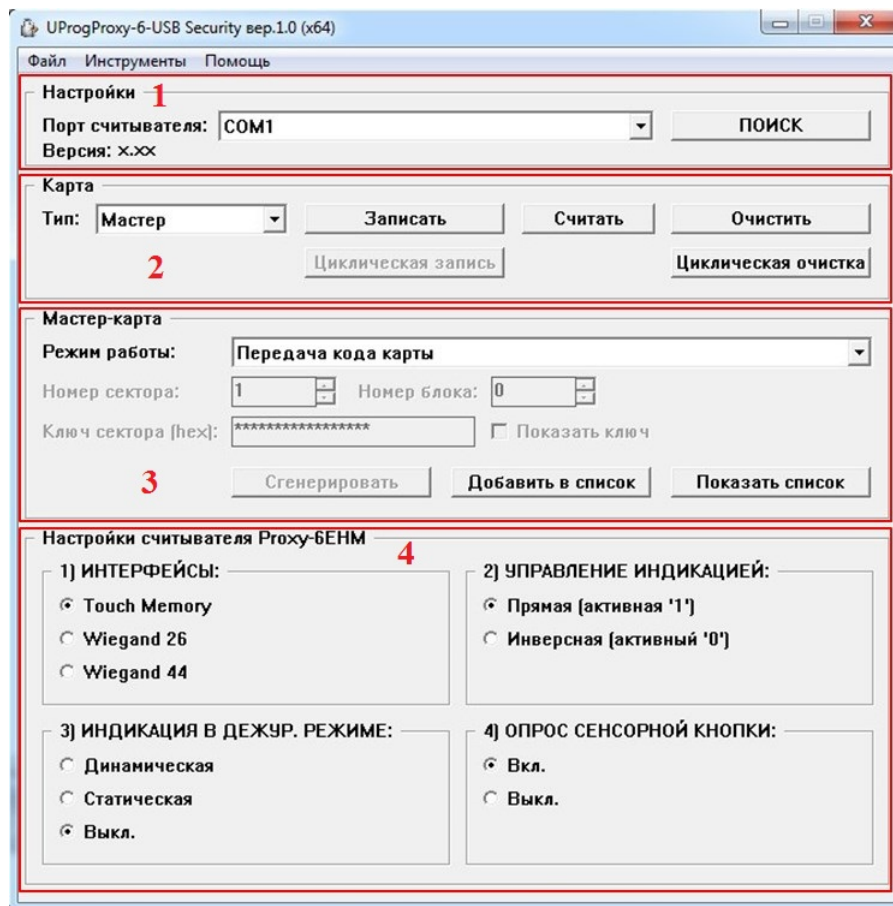 UProgProxy-6-USB Security вер.1.0 (x64)
Файл Инструменты Помощь
Настройки 1
Порт считывателя: COM1 ПОИСК
Версия: x.xx
Карта
Тип: Мастер Записать Считать Очистить
2 Циклическая запись Циклическая очистка
Мастер-карта
Режим работы: Передача кода карты
Номер сектора: 1 Номер блока: 0
Ключ сектора (hex): ***************** Показать ключ
3 Сгенерировать Добавить в список Показать список
Настройки считывателя Proxy-6EHM 4
1) ИНТЕРФЕЙСЫ:
Touch Memory
Wiegand 26
Wiegand 44
2) УПРАВЛЕНИЕ ИНДИКАЦИЕЙ:
Прямая (активная '1')
Инверсная (активный '0')
3) ИНДИКАЦИЯ В ДЕЖУР. РЕЖИМЕ:
Динамическая
Статическая
Выкл.
4) ОПРОС СЕНСОРНОЙ КНОПКИ:
Вкл.
Выкл.